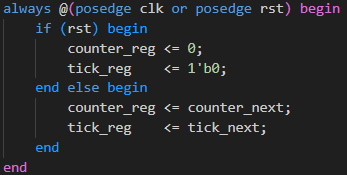 always @(posedge clk or posedge rst) begin
    if (rst) begin
        counter_reg <= 0;
        tick_reg    <= 1'b0;
    end else begin
        counter_reg <= counter_next;
        tick_reg    <= tick_next;
    end
end